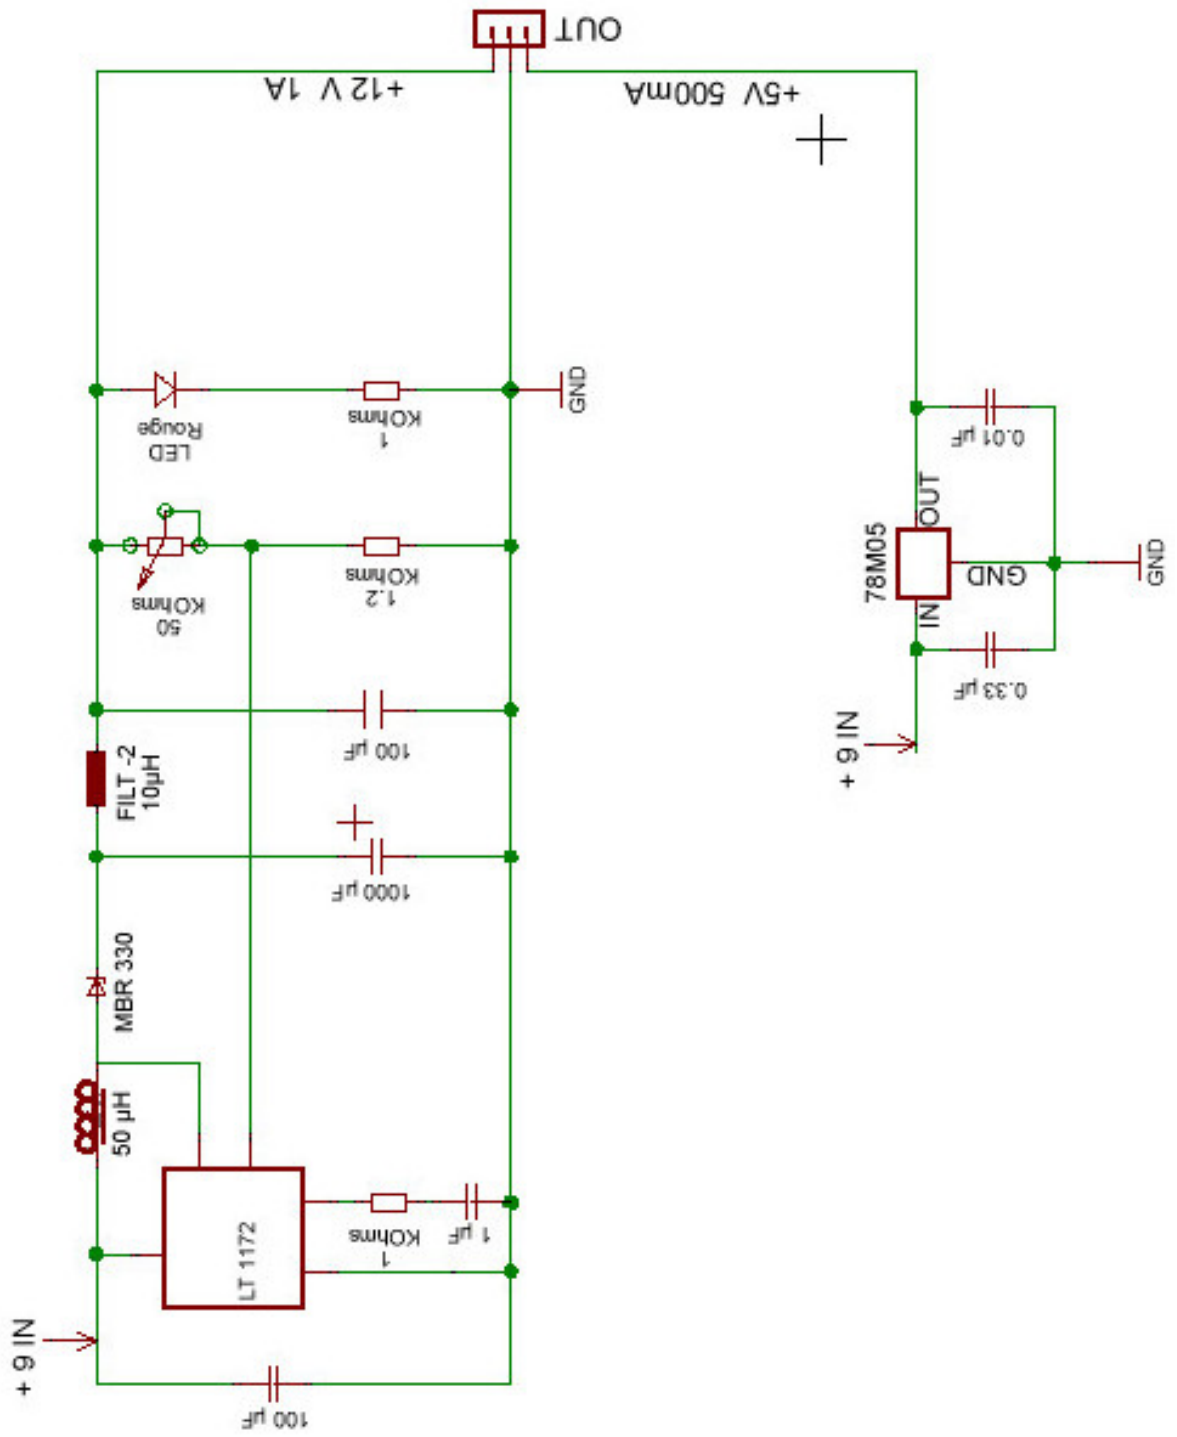 OUT
+12 V 1A
+5V 500mA
GND
LED
Rouge
1
KOhms
0.01 µF
50
KOhms
1.2
KOhms
78M05
OUT
GND
IN
GND
0.33 µF
+ 9 IN
100 µF
FILT -2
10µH
1000 µF
MBR 330
50 µH
LT 1172
1
KOhms
1 µF
+ 9 IN
100 µF